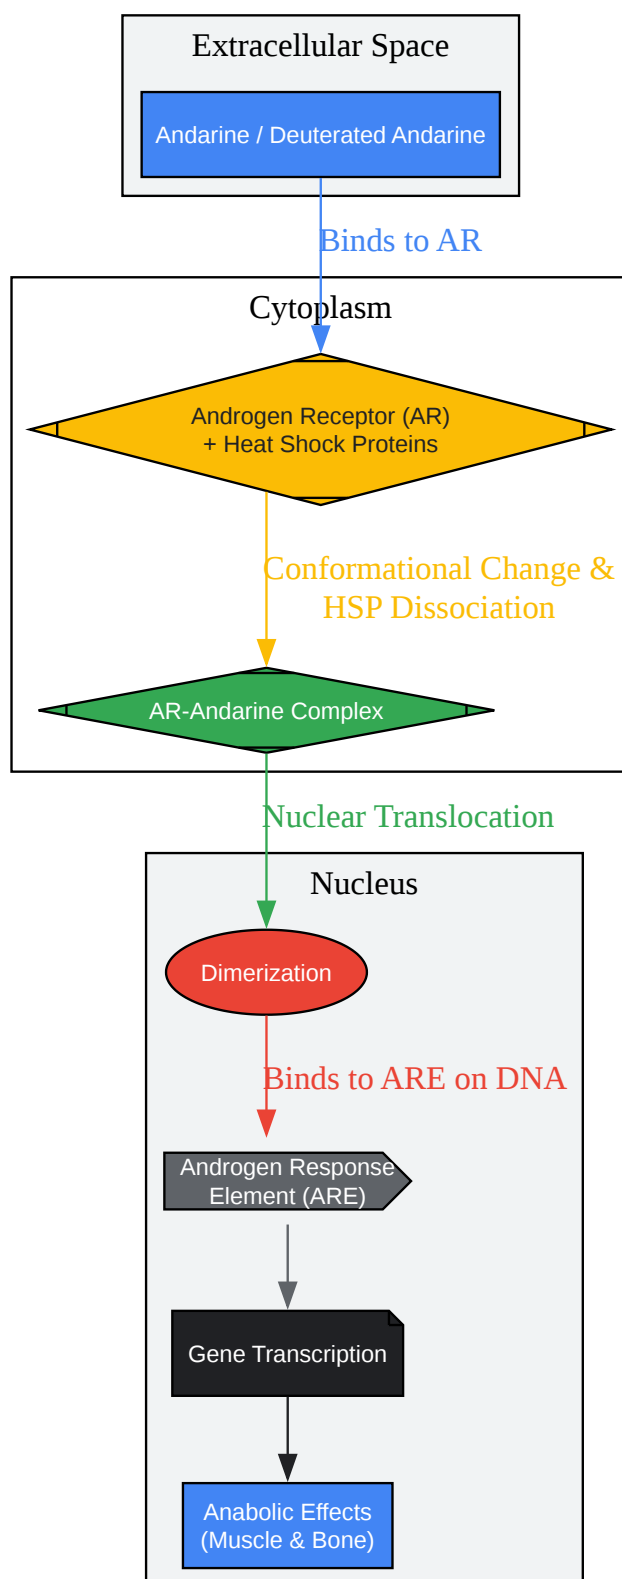 Extracellular Space
Andarine / Deuterated Andarine
Binds to AR
Cytoplasm
Androgen Receptor (AR)
+ Heat Shock Proteins
Conformational Change &
HSP Dissociation
AR-Andarine Complex
Nuclear Translocation
Nucleus
Dimerization
Binds to ARE on DNA
Androgen Response
Element (ARE)
Gene Transcription
Anabolic Effects
(Muscle & Bone)